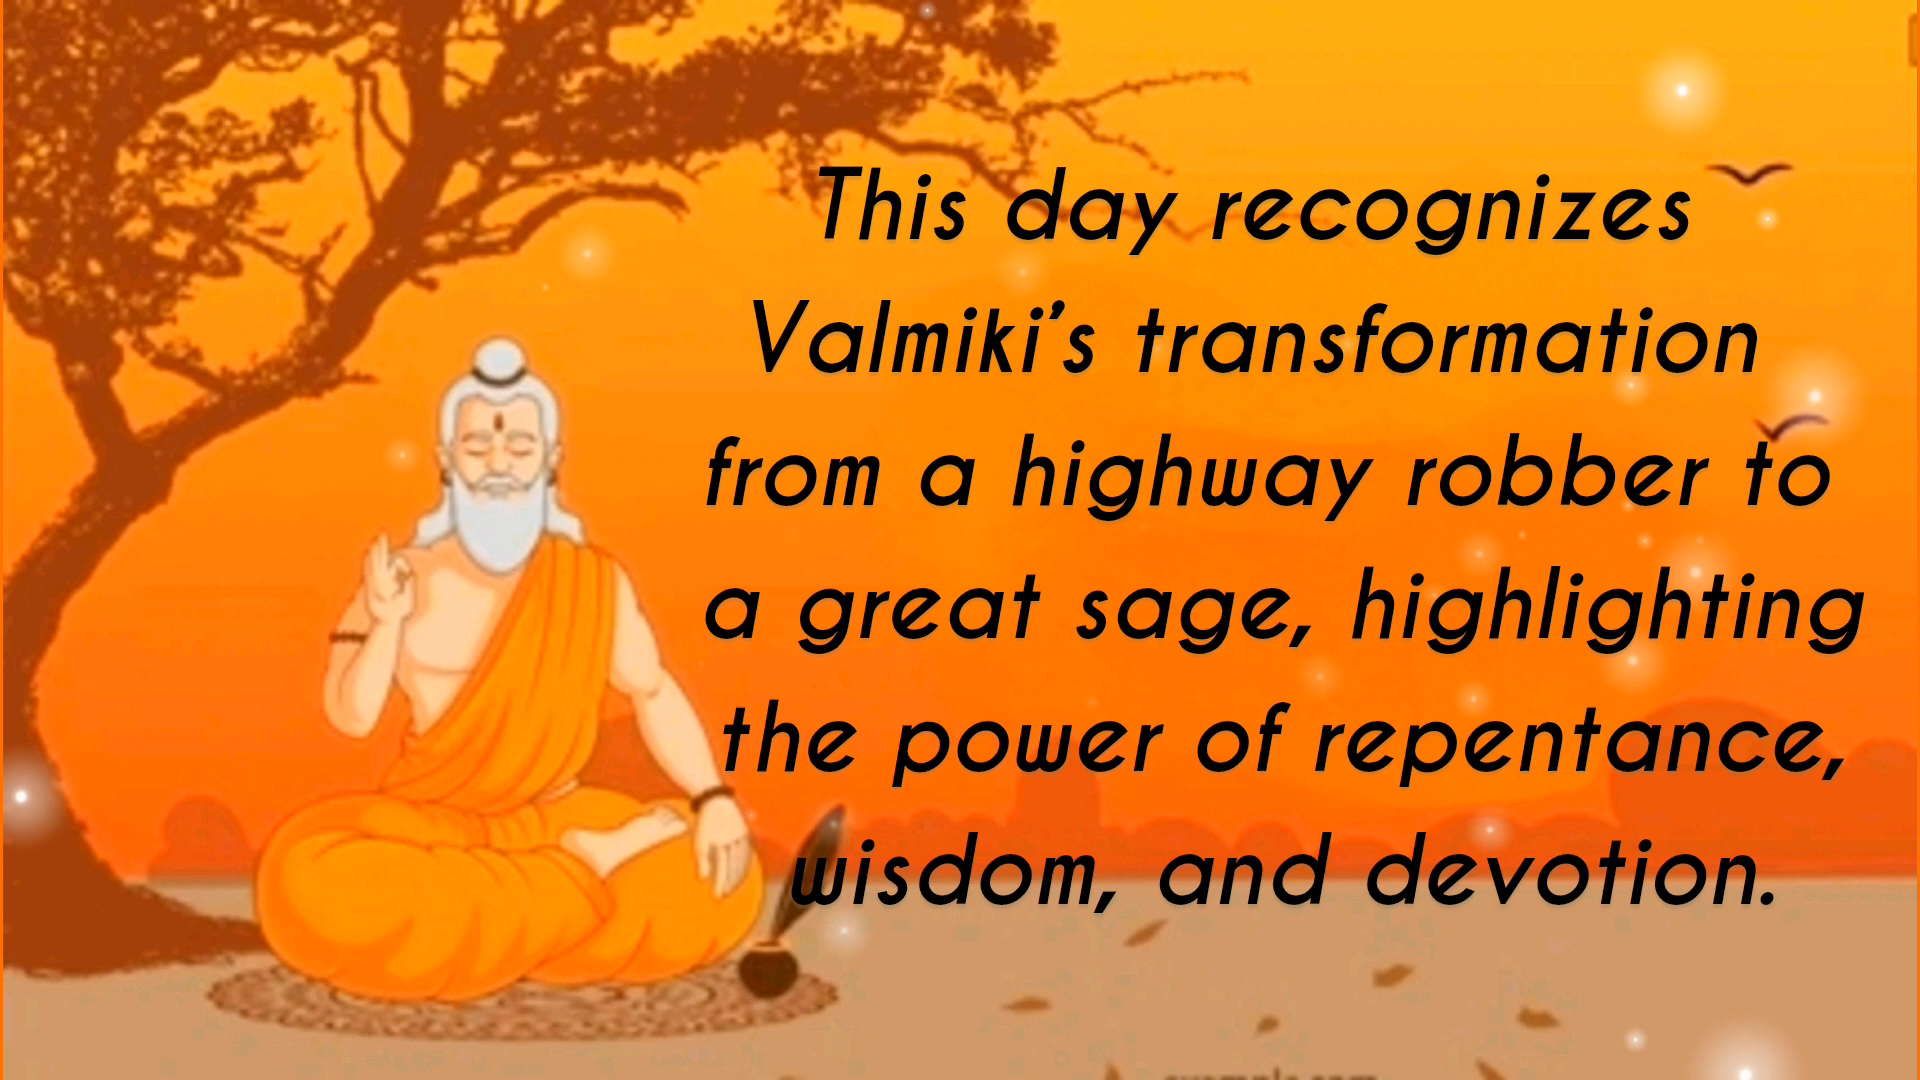 This day recognizes
Valmiki’s transformation
from a highway robber to
a great sage, highlighting
the power of repentance,
wisdom, and devotion.